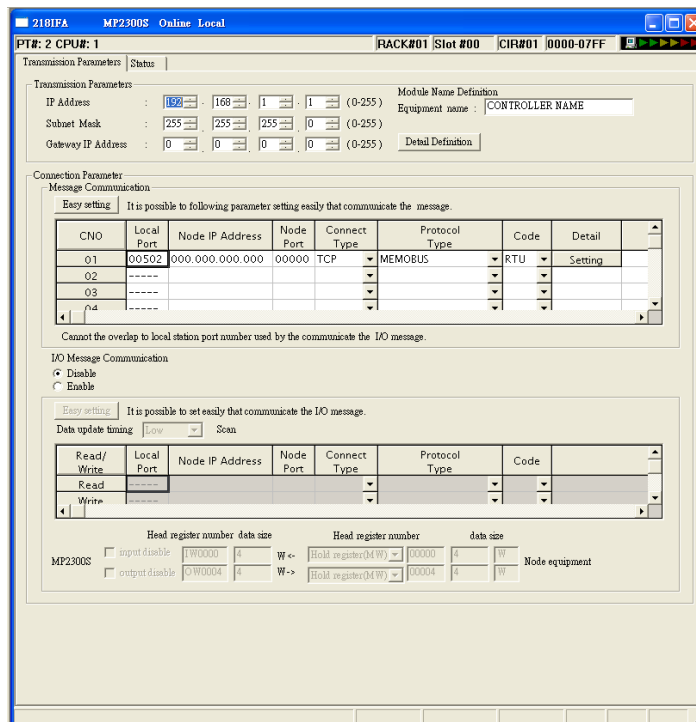 218IFA MP2300S Online Local
PT#: 2 CPU#: 1 RACK#01 Slot #00 CIR#01 0000-07FF
Transmission Parameters Status
Transmission Parameters
IP Address : 192 . 168 . 1 . 1 (0-255)
Module Name Definition
Equipment name : CONTROLLER NAME
Subnet Mask : 255 . 255 . 255 . 0 (0-255)
Gateway IP Address : 0 . 0 . 0 . 0 (0-255) Detail Definition
Connection Parameter
Message Communication
Easy setting It is possible to following parameter setting easily that communicate the message.
CNO Local Port Node IP Address Node Port Connect Type Protocol Type Code Detail
01 00502 000.000.000.000 00000 TCP MEMOBUS RTU Setting
02 -----
03 -----
04 -----
Cannot the overlap to local station port number used by the communicate the I/O message.
I/O Message Communication
Disable
Enable
Easy setting It is possible to set easily that communicate the I/O message.
Data update timing Low Scan
Read/Write Local Port Node IP Address Node Port Connect Type Protocol Type Code
Read -----
Write
Head register number data size Head register number data size
input disable IW0000 4 W <- Hold register(MW) 00000 4 W
MP2300S Node equipment
output disable OW0004 4 W -> Hold register(MW) 00004 4 W